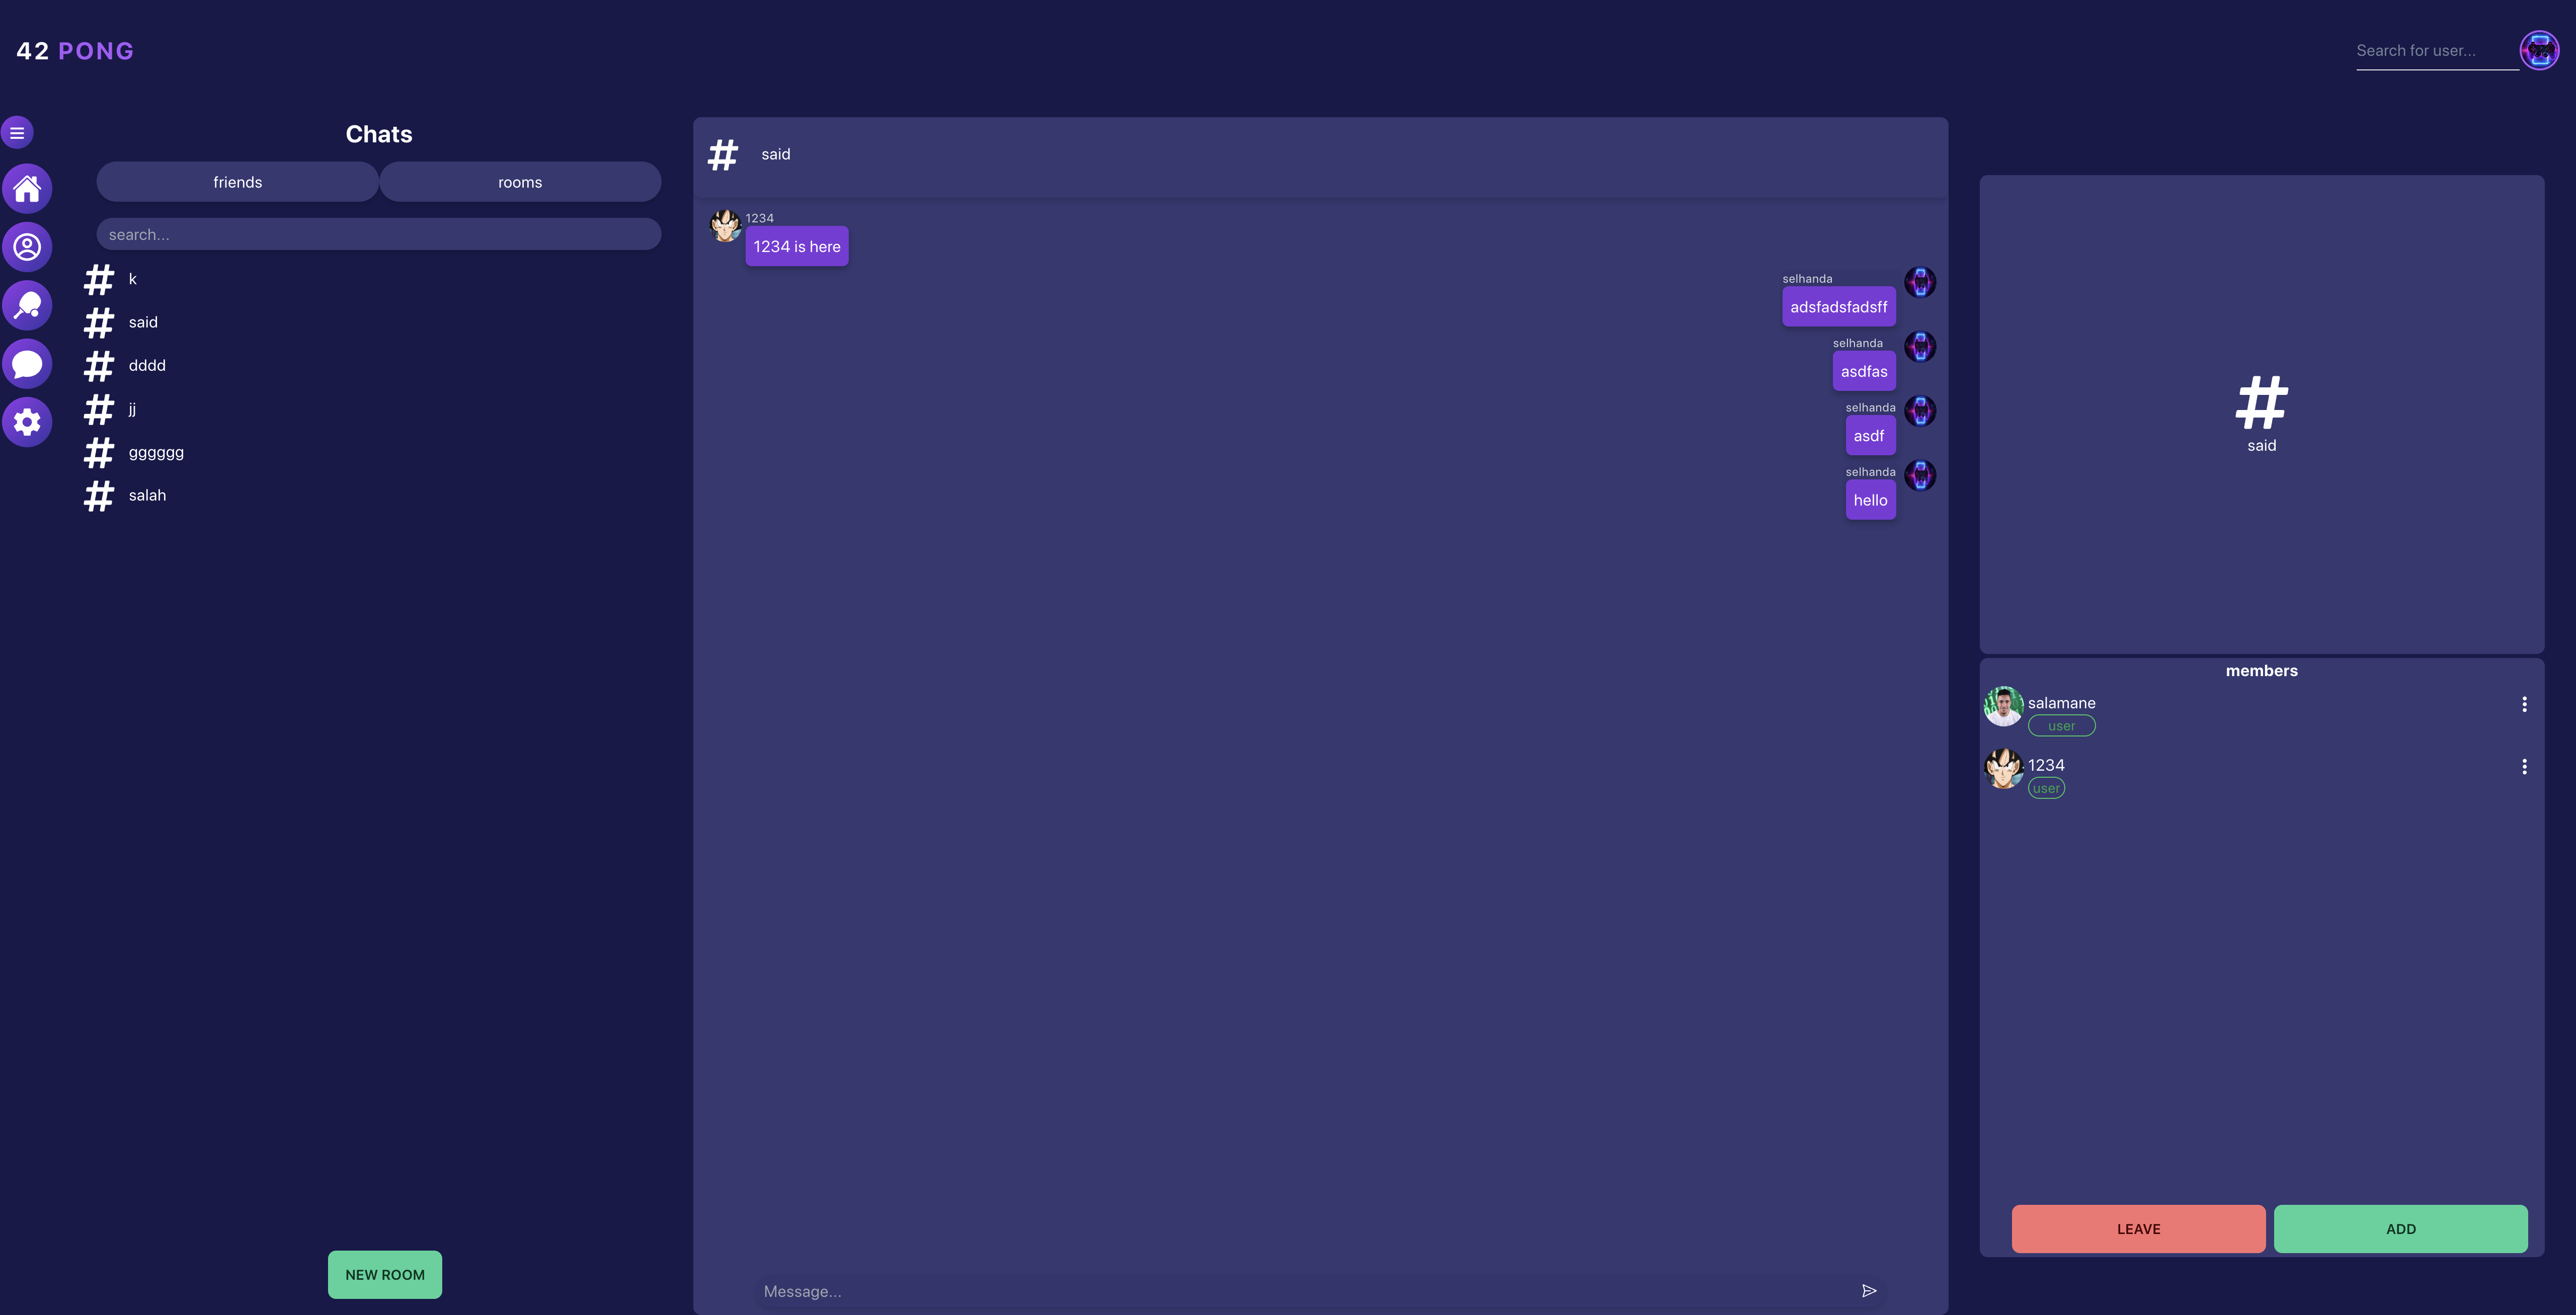 42 PONG
Search for user...
Chats
friends
rooms
search...
k
said
dddd
jj
gggggg
salah
NEW ROOM
said
1234
1234 is here
selhanda
adsfadsfadsff
selhanda
asdfas
selhanda
asdf
selhanda
hello
Message...
said
members
salamane
user
1234
user
LEAVE
ADD